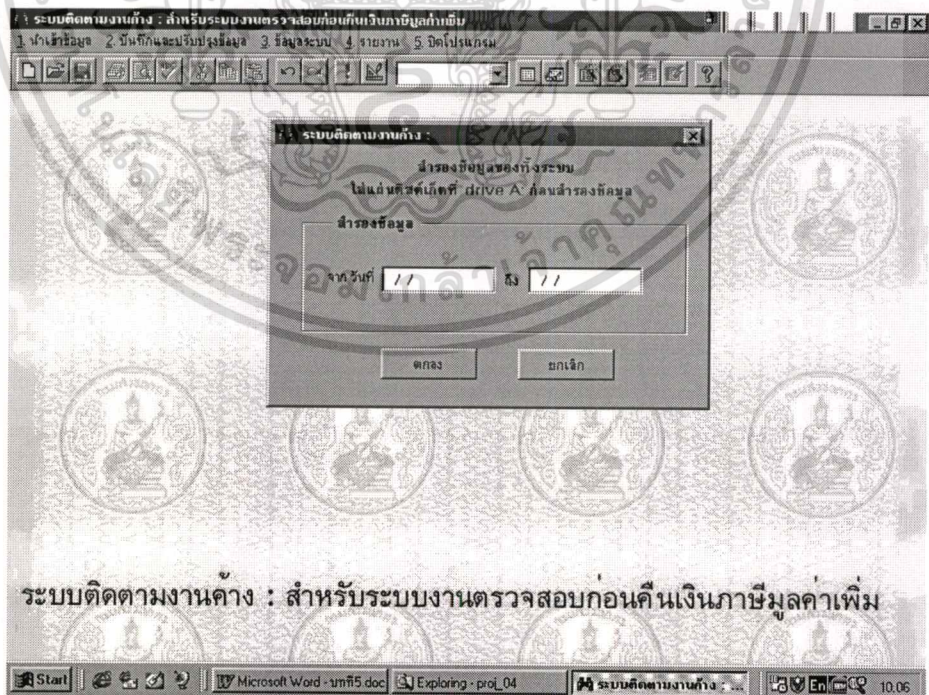 ระบบติดตามงานค้าง : สำหรับระบบงานตรวจสอบก่อนคืนเงินภาษีมูลค่าเพิ่ม
1. นำเข้าข้อมูล 2. บันทึกและปรับปรุงข้อมูล 3. ข้อมูลระบบ 4. รายงาน 5. ปิดโปรแกรม
ระบบติดตามงานค้าง :
สำรองข้อมูลของทั้งระบบ
ใส่แผ่นดิสค์เก็ตที่ drive A ก่อนสำรองข้อมูล
สำรองข้อมูล
จากวันที่ / / ถึง / /
ตกลง ยกเลิก
ระบบติดตามงานค้าง : สำหรับระบบงานตรวจสอบก่อนคืนเงินภาษีมูลค่าเพิ่ม
Start Microsoft Word - บทที่5.doc Exploring - proj_04 ระบบติดตามงานค้าง : En 10:06